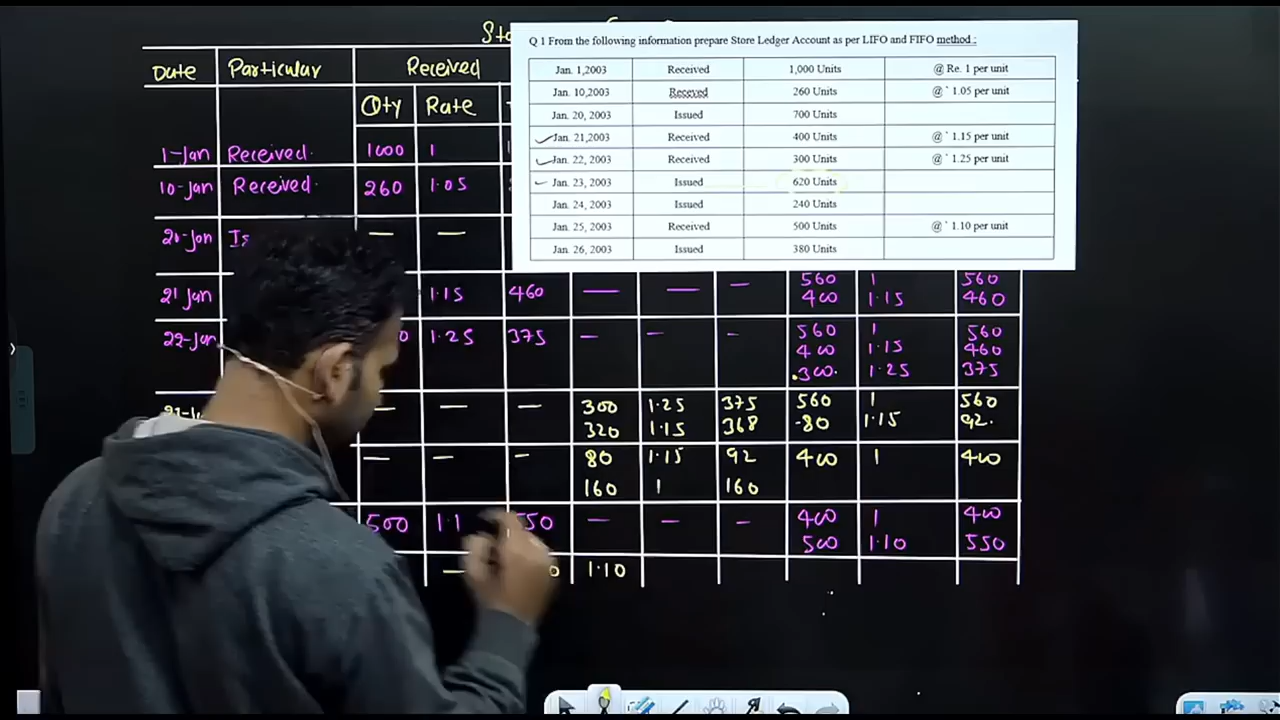 Q 1 From the following information prepare Store Ledger Account as per LIFO and FIFO method :
Jan. 1,2003 Received 1,000 Units @ Re. 1 per unit
Jan. 10,2003 Receved 260 Units @ ` 1.05 per unit
Jan. 20, 2003 Issued 700 Units
Jan. 21,2003 Received 400 Units @ ` 1.15 per unit
Jan. 22, 2003 Received 300 Units @ ` 1.25 per unit
Jan. 23, 2003 Issued 620 Units
Jan. 24, 2003 Issued 240 Units
Jan. 25, 2003 Received 500 Units @ ` 1.10 per unit
Jan. 26, 2003 Issued 380 Units
Date Particular Received
Qty Rate
1-Jan Received. 1000 1
10-Jan Received. 260 1.05
20-Jan Is — —
560 1 560
21 Jan 1.15 460 — — — 400 1.15 460
22-Jan 1.25 375 — — — 560 1 560
400 1.15 460
300 1.25 375
— — — 300 1.25 375 560 1 560
320 1.15 368 80 1.15 92
— — — 80 1.15 92 400 1 400
160 1 160
500 1.1 550 — — — 400 1 400
500 1.10 550
— 1.10